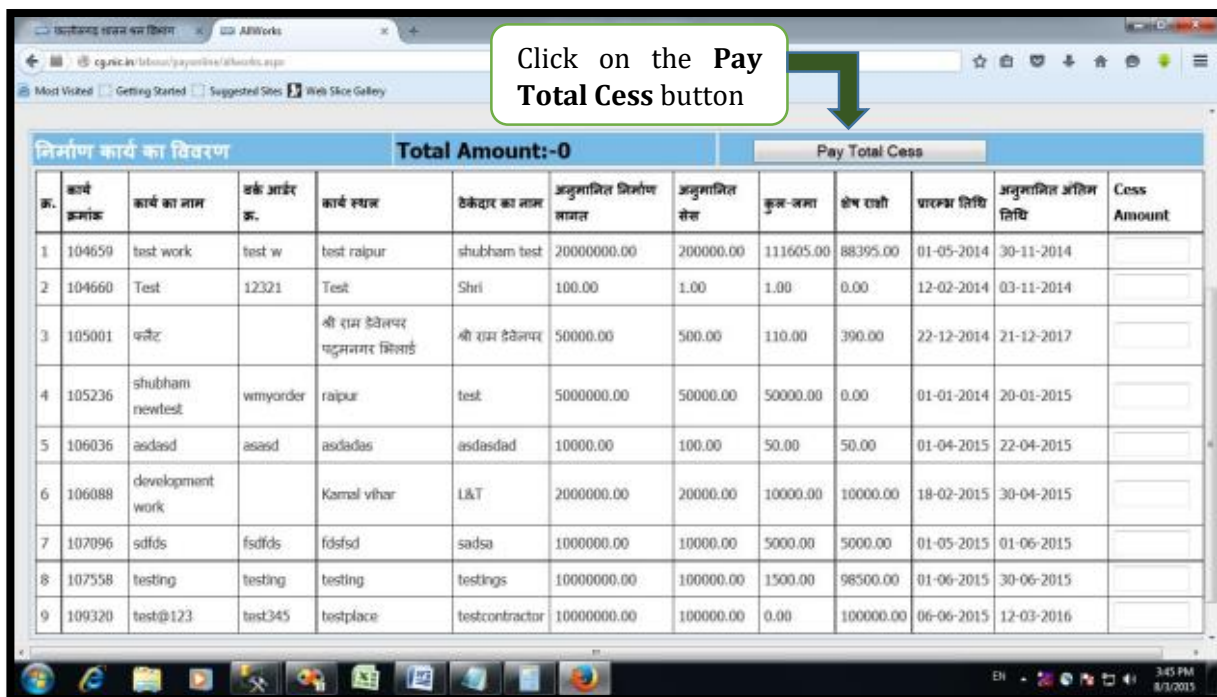 छत्तीसगढ़ शासन श्रम विभाग AllWorks
cg.nic.in/labour/payonline/allworks.aspx
Click on the Pay
Total Cess button
Most Visited Getting Started Suggested Sites Web Slice Gallery
निर्माण कार्य का विवरण Total Amount:-0 Pay Total Cess
क्र. कार्य क्रमांक कार्य का नाम वर्क आर्डर क्र. कार्य स्थल ठेकेदार का नाम अनुमानित निर्माण लागत अनुमानित सेस कुल-जमा शेष राशी प्रारम्भ तिथि अनुमानित अंतिम तिथि Cess Amount
1 104659 test work test w test raipur shubham test 20000000.00 200000.00 111605.00 88395.00 01-05-2014 30-11-2014
2 104660 Test 12321 Test Shri 100.00 1.00 1.00 0.00 12-02-2014 03-11-2014
3 105001 फ्लैट श्री राम डेवेलपर पदुमनगर भिलाई श्री राम डेवेलपर 50000.00 500.00 110.00 390.00 22-12-2014 21-12-2017
4 105236 shubham newtest wmyorder raipur test 5000000.00 50000.00 50000.00 0.00 01-01-2014 20-01-2015
5 106036 asdasd asasd asdadas asdasdad 10000.00 100.00 50.00 50.00 01-04-2015 22-04-2015
6 106088 development work Kamal vihar L&T 2000000.00 20000.00 10000.00 10000.00 18-02-2015 30-04-2015
7 107096 sdfds fsdfds fdsfsd sadsa 1000000.00 10000.00 5000.00 5000.00 01-05-2015 01-06-2015
8 107558 testing testing testing testings 10000000.00 100000.00 1500.00 98500.00 01-06-2015 30-06-2015
9 109320 test@123 test345 testplace testcontractor 10000000.00 100000.00 0.00 100000.00 06-06-2015 12-03-2016
EN 3:45 PM
8/3/2015